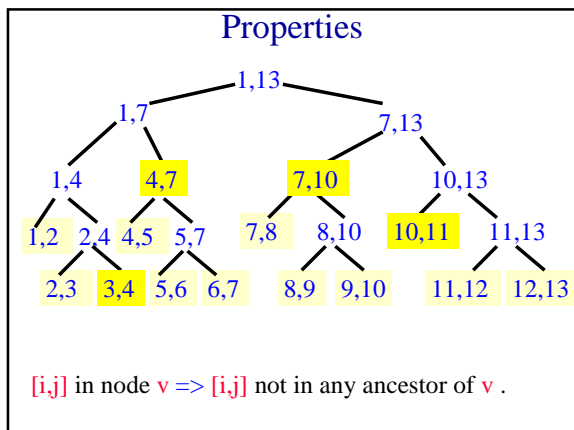 Properties
1,13
1,7 7,13
1,4 4,7 7,10 10,13
1,2 2,4 4,5 5,7 7,8 8,10 10,11 11,13
2,3 3,4 5,6 6,7 8,9 9,10 11,12 12,13
[i,j] in node v => [i,j] not in any ancestor of v .